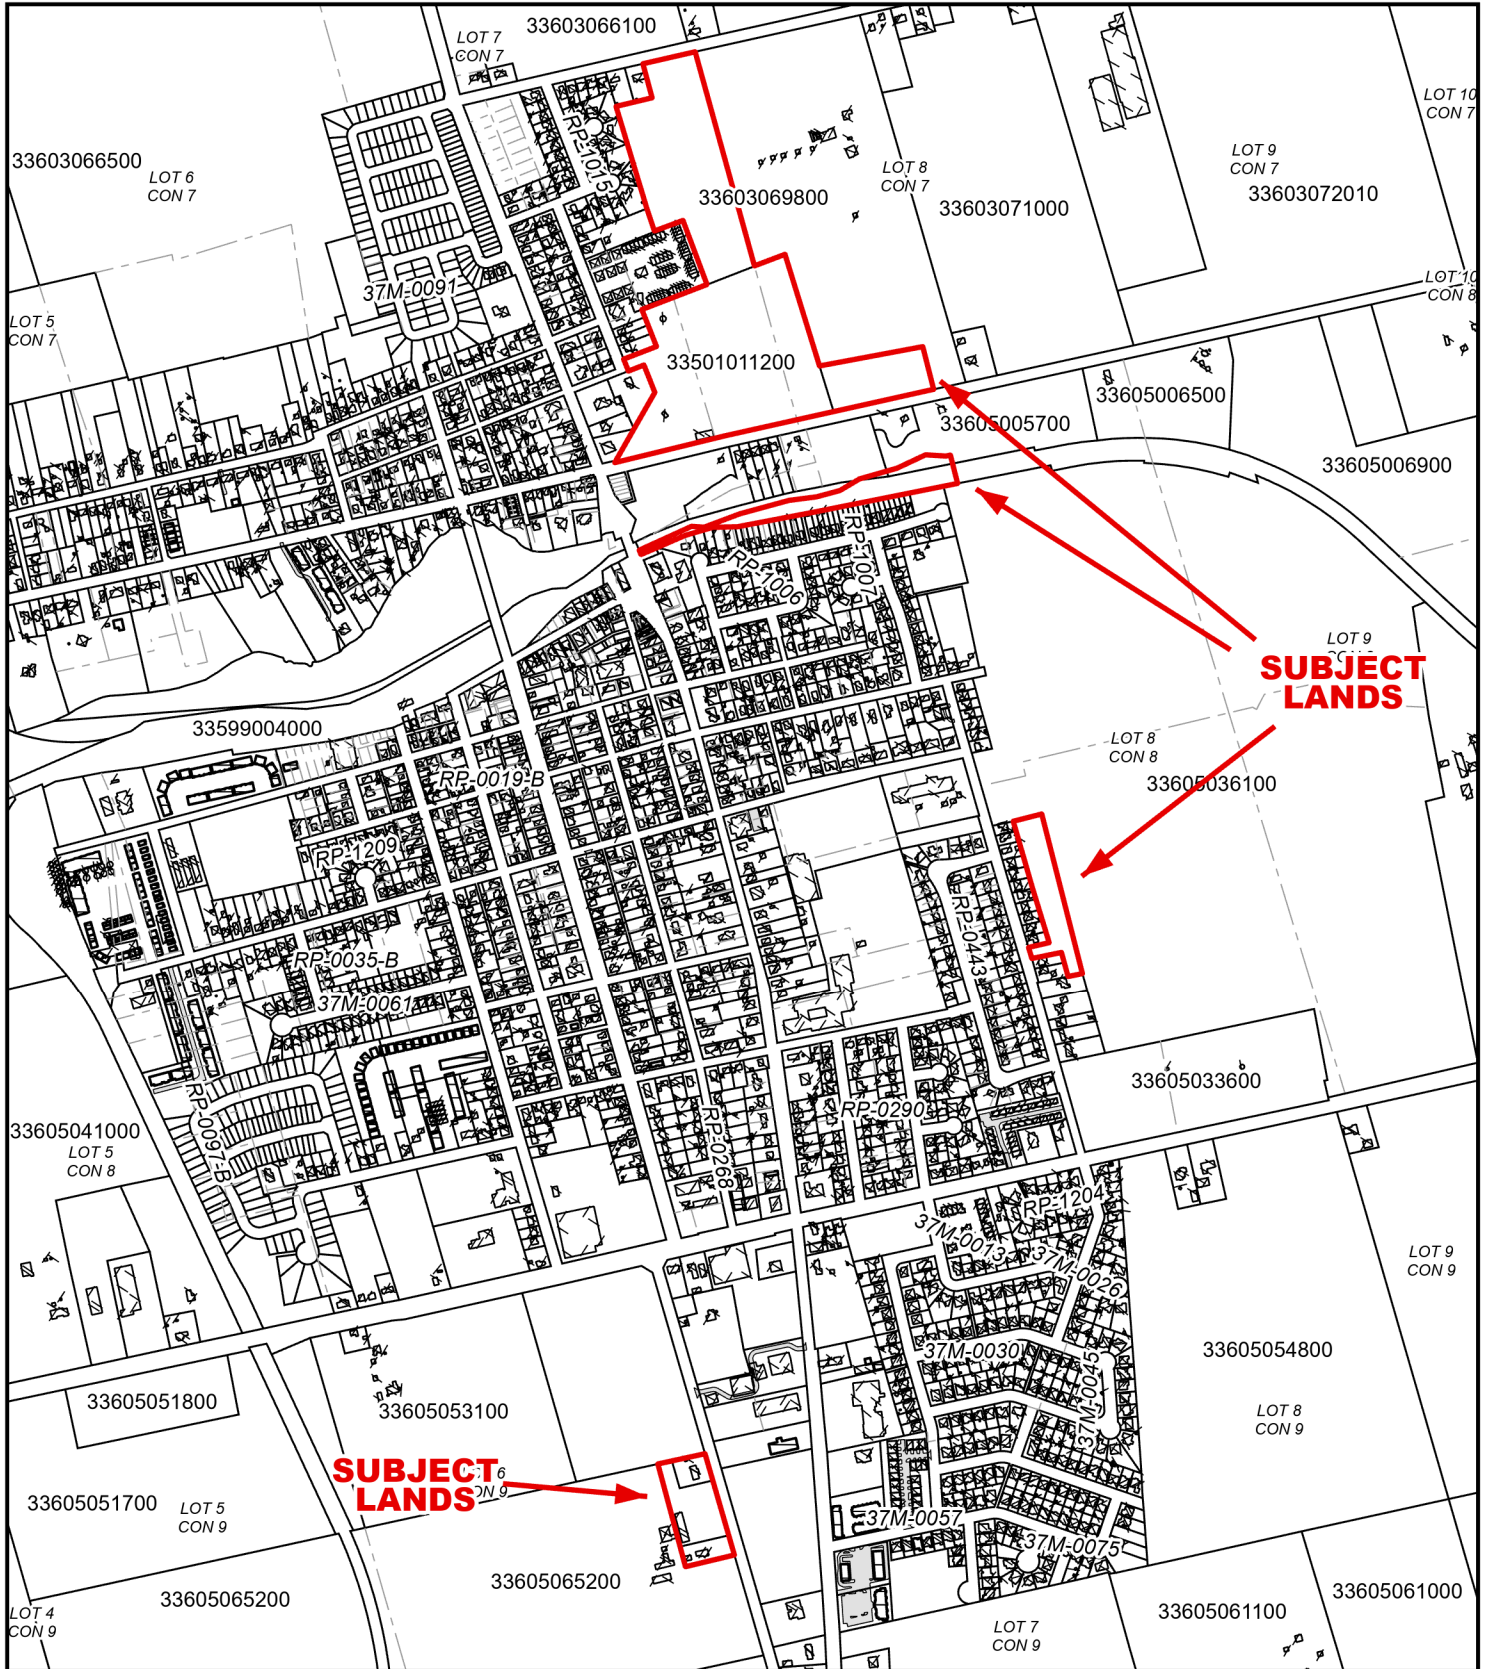 33603066100
LOT 7
CON 7
LOT 10
CON 7
33603066500
LOT 6
CON 7
RP-1015
LOT 9
CON 7
33603072010
LOT 8
CON 7
33603069800
33603071000
37M-0091
LOT 10
CON 8
LOT 5
CON 7
33501011200
33605006500
33605005700
33605006900
RP-1006
RP-1007
LOT 9
SUBJECT
LANDS
33599004000
LOT 8
CON 8
33605036100
RP-0019-B
RP-1209
RP-0443
RP-0035-B
37M-0061
33605033600
RP-0290
RP-0097-B
33605041000
LOT 5
CON 8
RP-0268
RP-1204
37M-0013
37M-0026
LOT 9
CON 9
37M-0030
37M-0045
33605054800
33605051800
33605053100
LOT 8
CON 9
SUBJECT
LANDS
6
ON 9
33605051700
LOT 5
CON 9
37M-0057
37M-0075
33605065200
33605065200
33605061000
33605061100
LOT 4
CON 9
LOT 7
CON 9